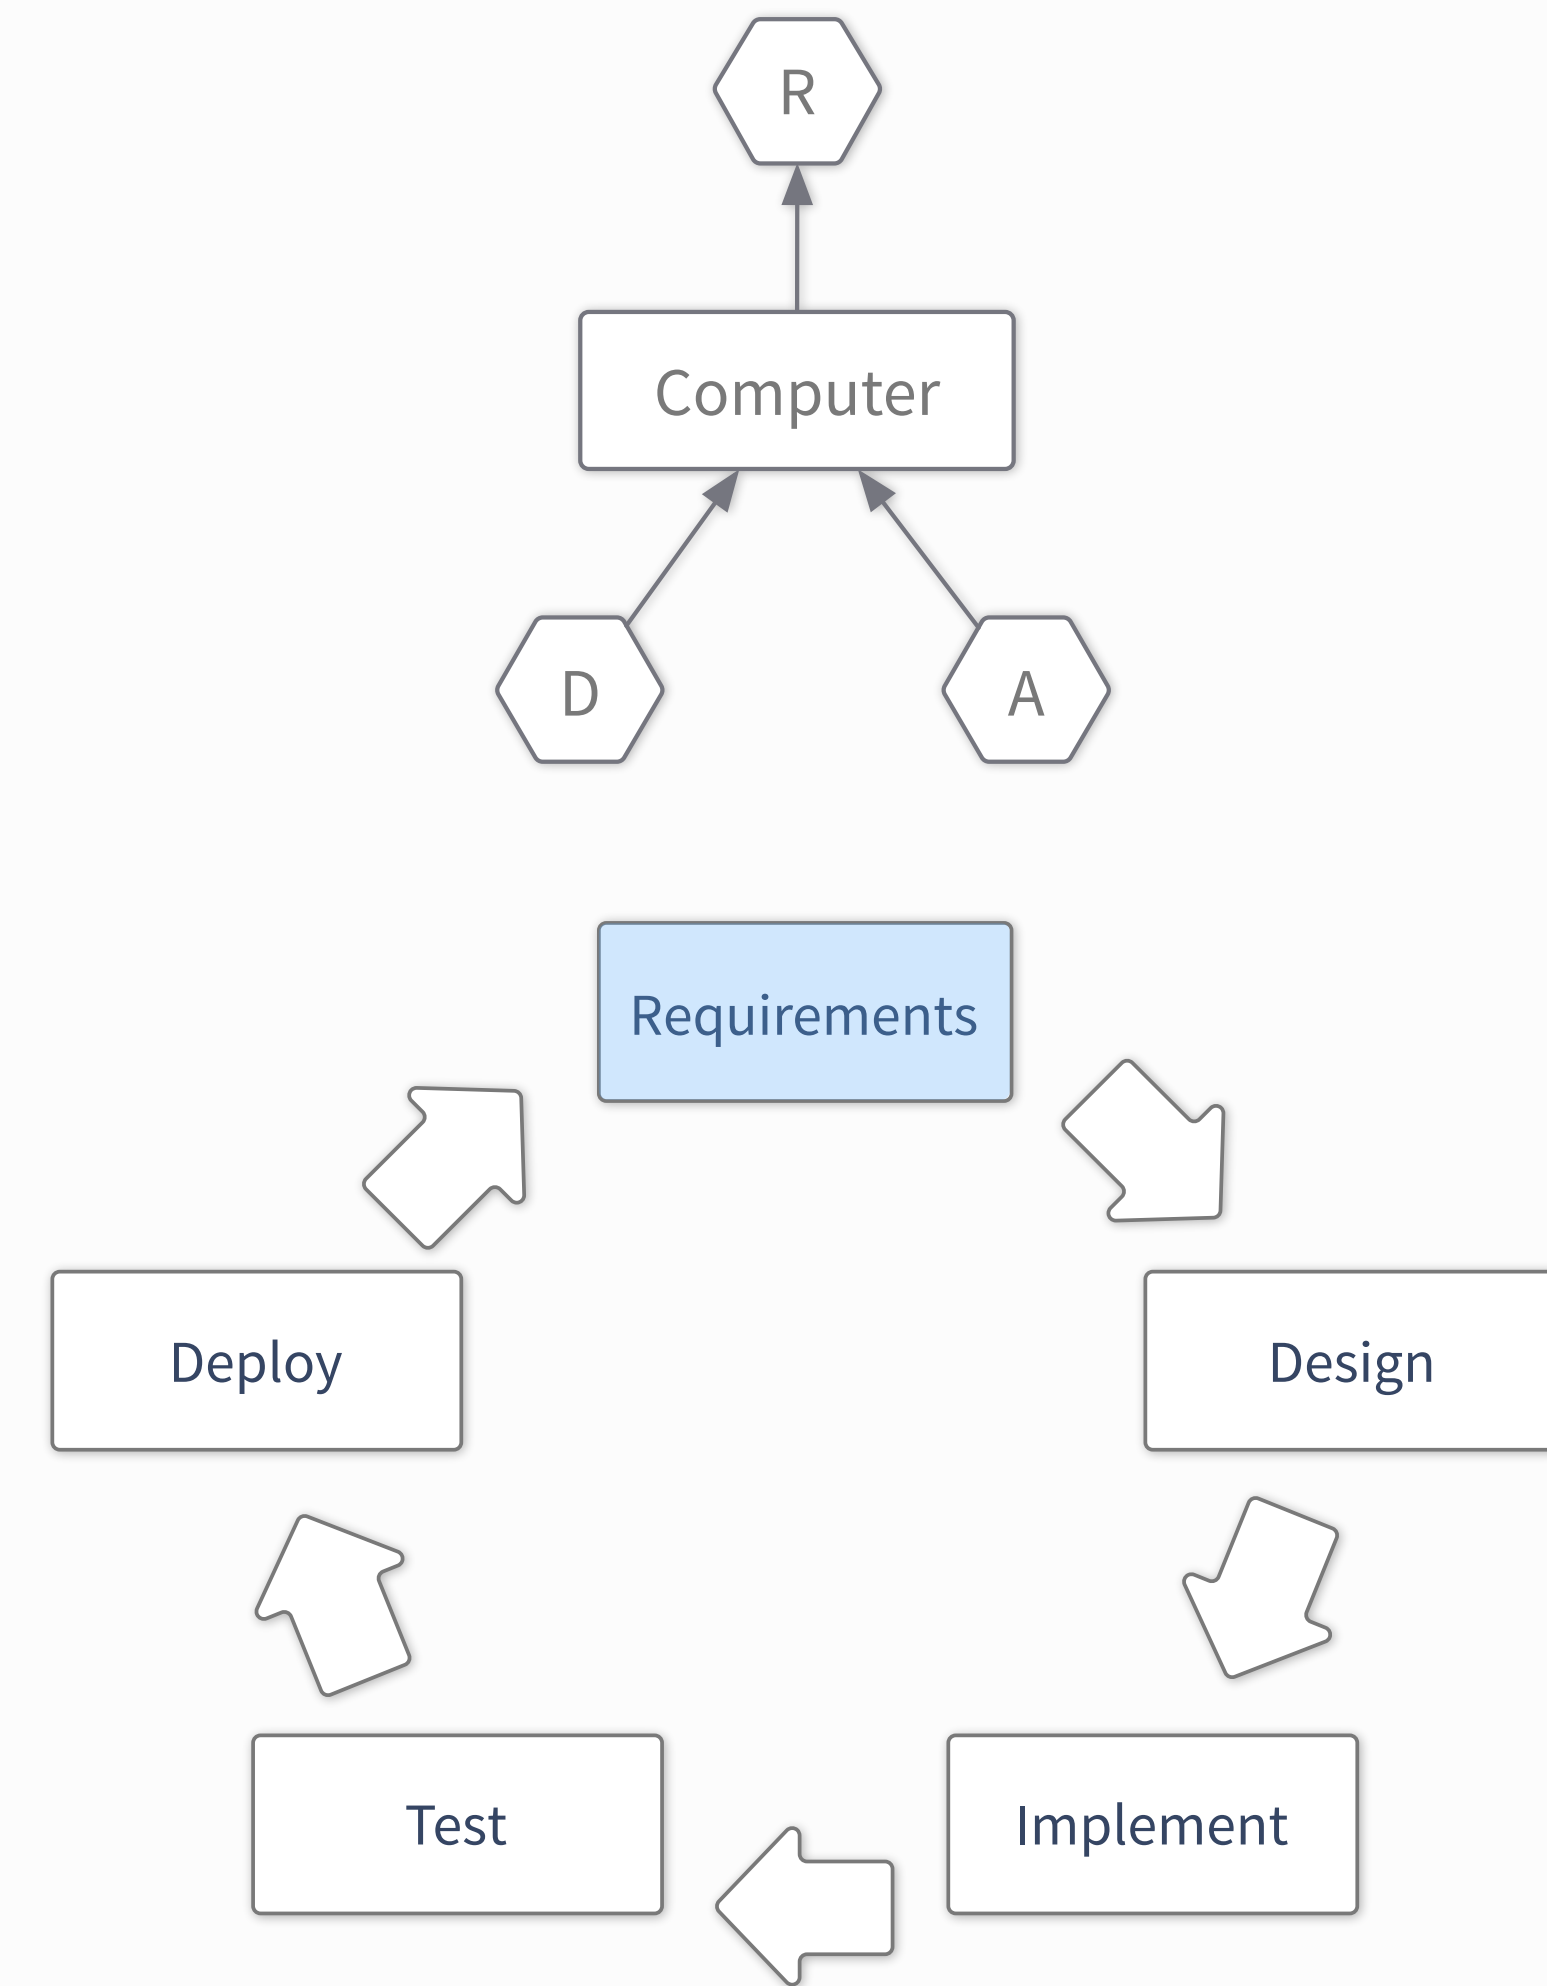 R
Computer
D
A
Requirements
Deploy
Design
Test
Implement